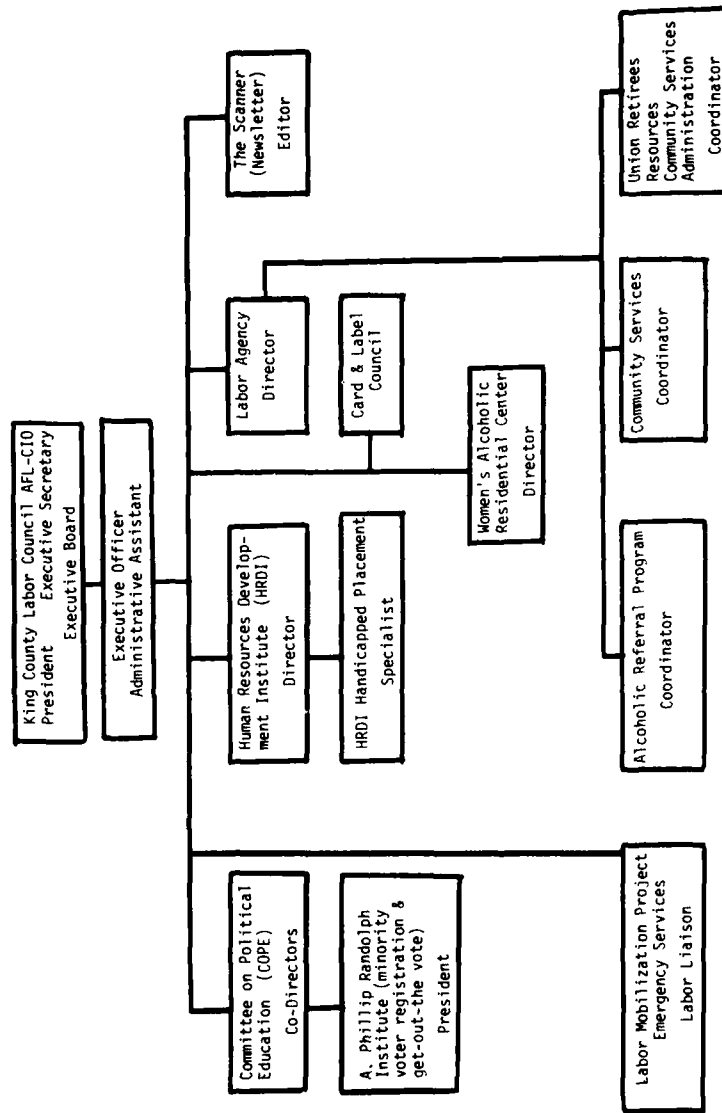 King County Labor Council AFL-CIO
President Executive Secretary
Executive Board
Executive Officer
Administrative Assistant
Committee on Political
Education (COPE)
Co-Directors
Human Resources Develop-
ment Institute (HRDI)
Director
Labor Agency
Director
The Scanner
(Newsletter)
Editor
A. Phillip Randolph
Institute (minority
voter registration &
get-out-the vote)
President
HRDI Handicapped Placement
Specialist
Card & Label
Council
Women's Alcoholic
Residential Center
Director
Labor Mobilization Project
Emergency Services
Labor Liaison
Alcoholic Referral Program
Coordinator
Community Services
Coordinator
Union Retirees
Resources
Community Services
Administration
Coordinator